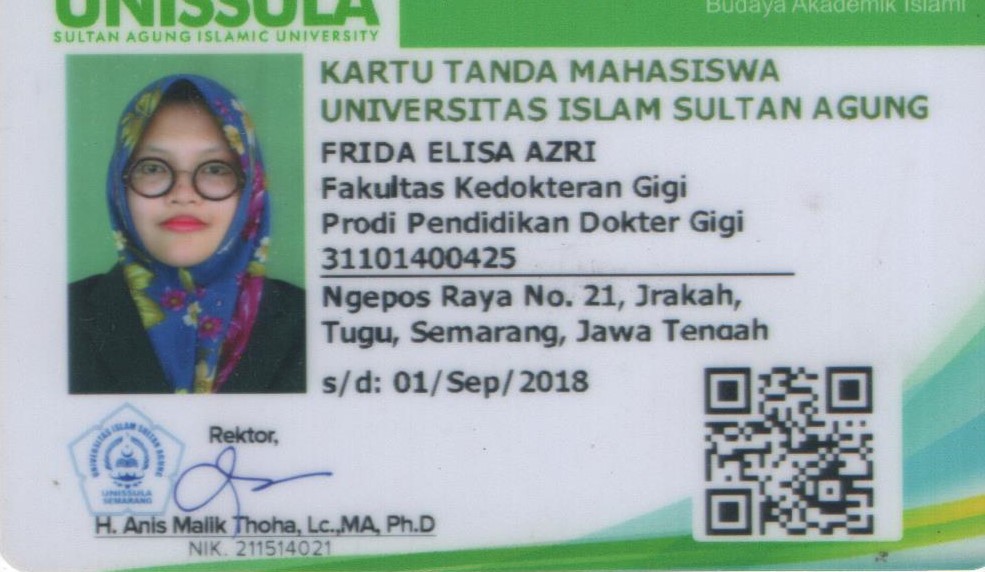 UNISSULA
SULTAN AGUNG ISLAMIC UNIVERSITY
Budaya Akademik Islami
KARTU TANDA MAHASISWA
UNIVERSITAS ISLAM SULTAN AGUNG
FRIDA ELISA AZRI
Fakultas Kedokteran Gigi
Prodi Pendidikan Dokter Gigi
31101400425
Ngepos Raya No. 21, Jrakah,
Tugu, Semarang, Jawa Tengah
s/d: 01/Sep/2018
Rektor,
UNIVERSITAS ISLAM SULTAN AGUNG
UNISSULA
SEMARANG
H. Anis Malik Thoha, Lc.,MA, Ph.D
NIK. 211514021